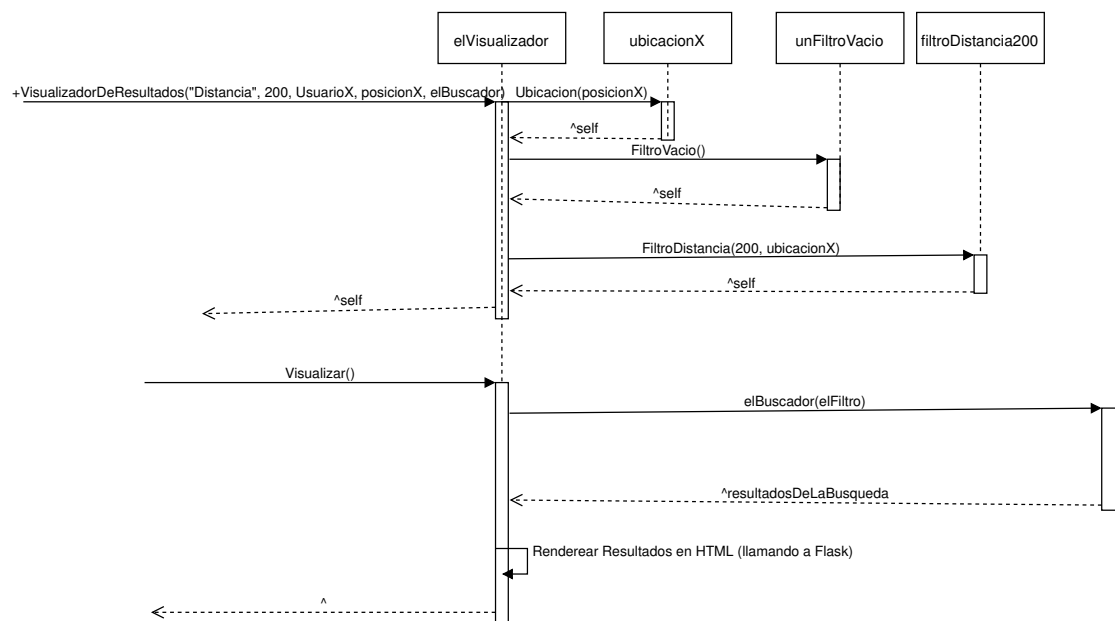 elVisualizador
ubicacionX
unFiltroVacio
filtroDistancia200
+VisualizadorDeResultados("Distancia", 200, UsuarioX, posicionX, elBuscador)
Ubicacion(posicionX)
^self
FiltroVacio()
^self
FiltroDistancia(200, ubicacionX)
^self
^self
Visualizar()
elBuscador(elFiltro)
^resultadosDeLaBusqueda
Renderear Resultados en HTML (llamando a Flask)
^